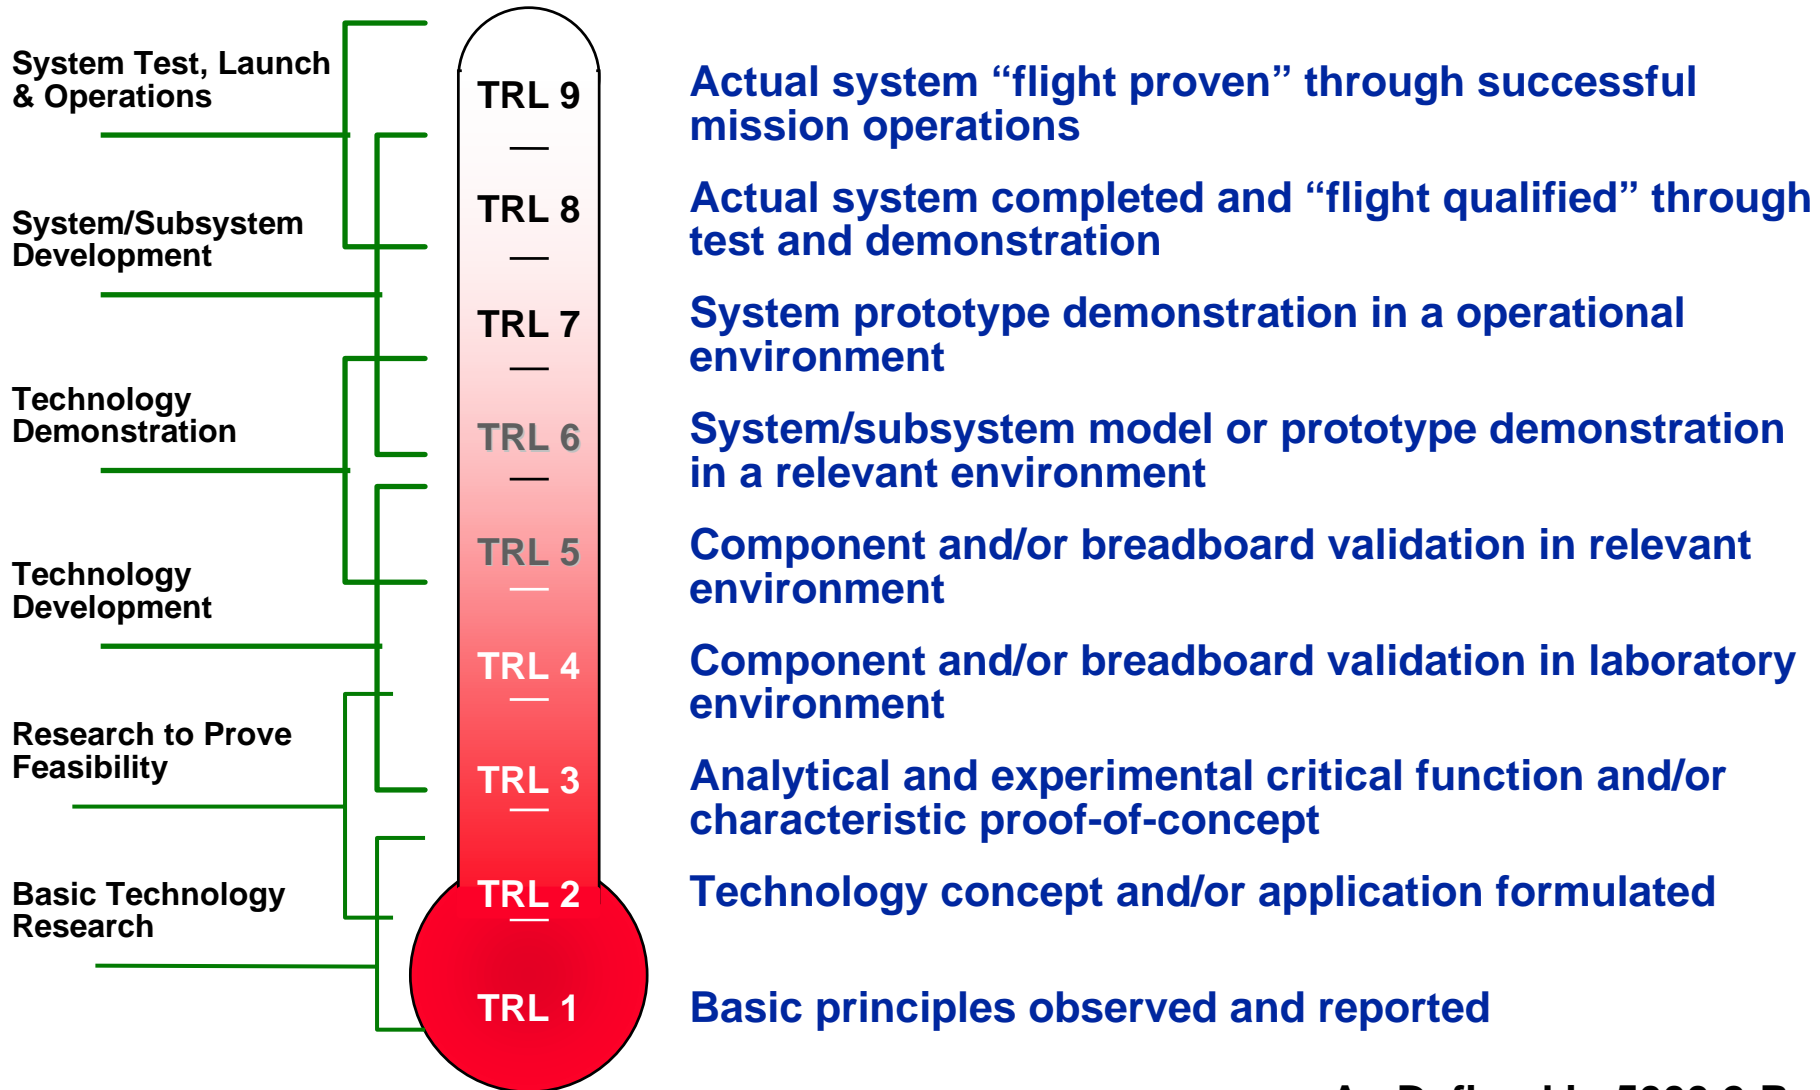 System Test, Launch
& Operations
System/Subsystem
Development
Technology
Demonstration
Technology
Development
Research to Prove
Feasibility
Basic Technology
Research
TRL 9
TRL 8
TRL 7
TRL 6
TRL 5
TRL 4
TRL 3
TRL 2
TRL 1
Actual system “flight proven” through successful
mission operations
Actual system completed and “flight qualified” through
test and demonstration
System prototype demonstration in a operational
environment
System/subsystem model or prototype demonstration
in a relevant environment
Component and/or breadboard validation in relevant
environment
Component and/or breadboard validation in laboratory
environment
Analytical and experimental critical function and/or
characteristic proof-of-concept
Technology concept and/or application formulated
Basic principles observed and reported